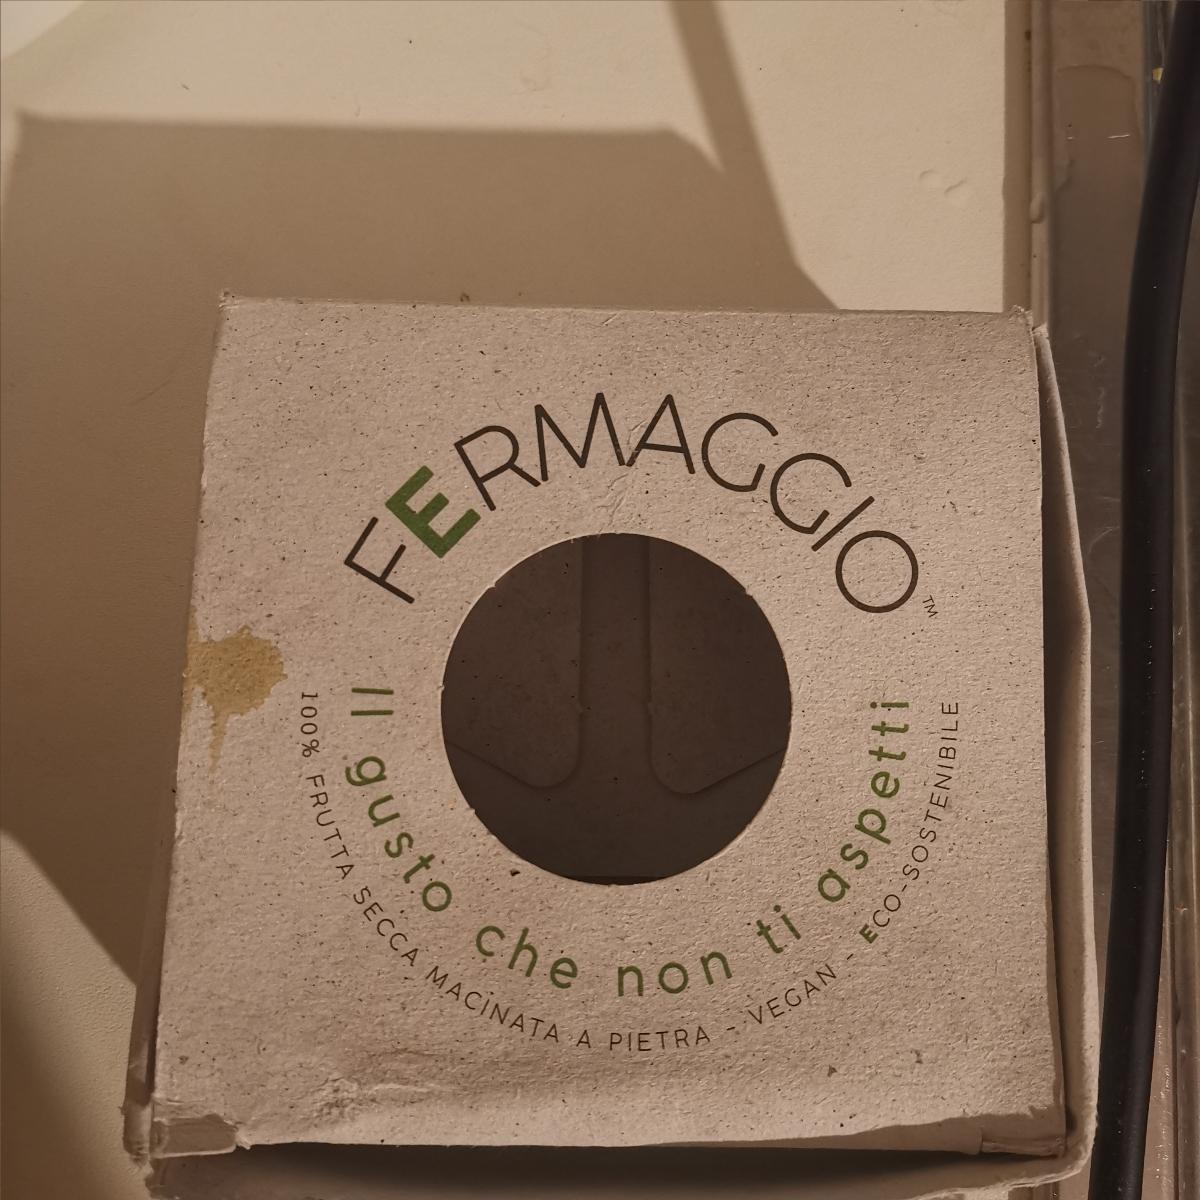 FERMAGGIO™
Il gusto che non ti aspetti
100% FRUTTA SECCA MACINATA A PIETRA - VEGAN - ECO-SOSTENIBILE